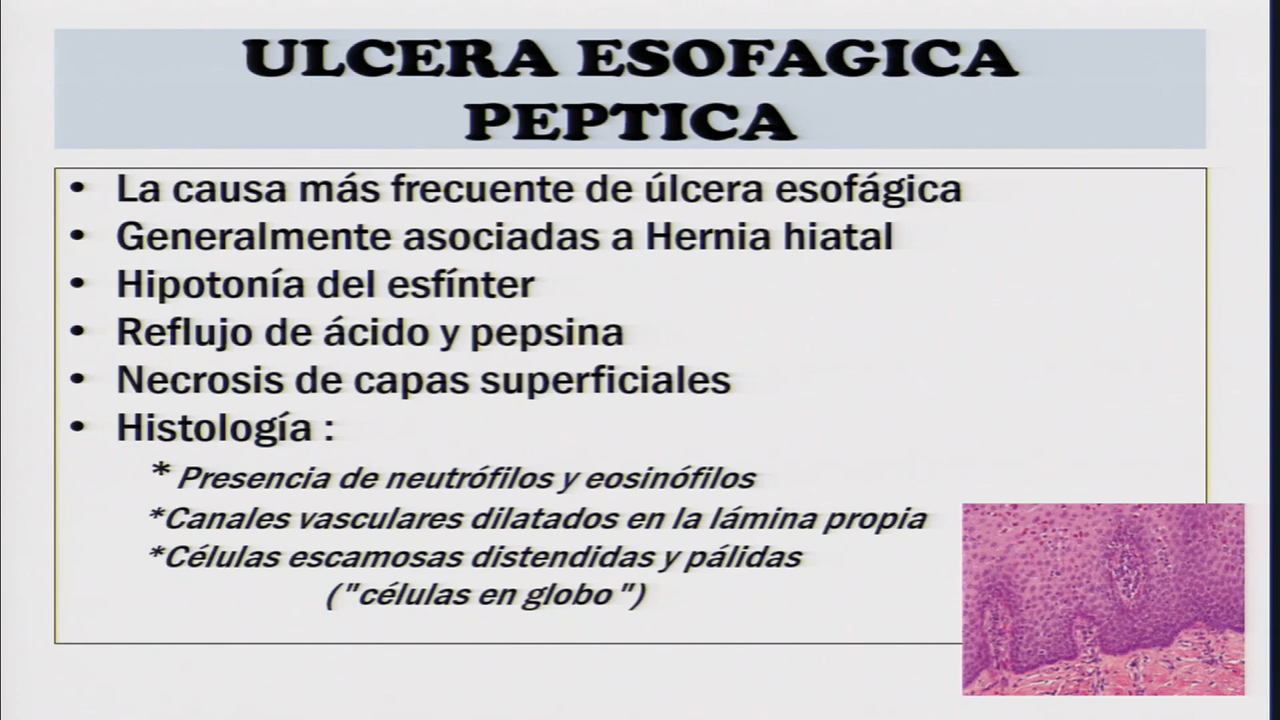 ULCERA ESOFAGICA
PEPTICA
• La causa más frecuente de úlcera esofágica
• Generalmente asociadas a Hernia hiatal
• Hipotonía del esfínter
• Reflujo de ácido y pepsina
• Necrosis de capas superficiales
• Histología :
* Presencia de neutrófilos y eosinófilos
*Canales vasculares dilatados en la lámina propia
*Células escamosas distendidas y pálidas
("células en globo")